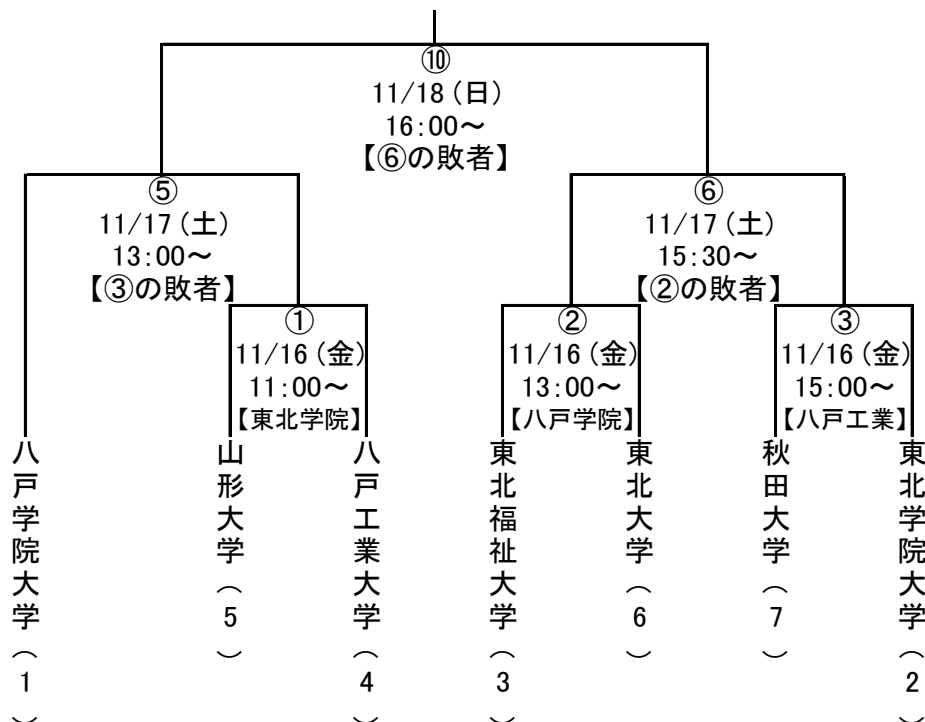 ⑩
11/18(日)
16:00～
【⑥の敗者】
⑤
11/17(土)
13:00～
【③の敗者】
⑥
11/17(土)
15:30～
【②の敗者】
①
11/16(金)
11:00～
【東北学院】
②
11/16(金)
13:00～
【八戸学院】
③
11/16(金)
15:00～
【八戸工業】
八戸学院大学(1)
山形大学(5)
八戸工業大学(4)
東北福祉大学(3)
東北大学(6)
秋田大学(7)
東北学院大学(2)